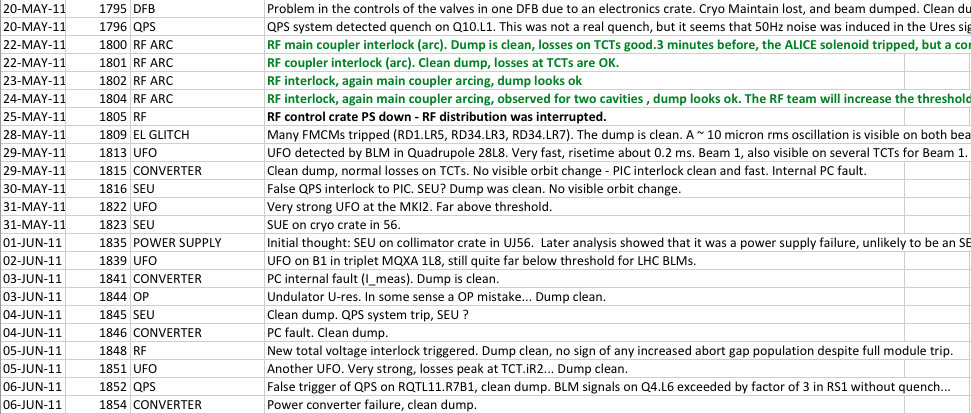 20-MAY-11 1795 DFB Problem in the controls of the valves in one DFB due to an electronics crate. Cryo Maintain lost, and beam dumped. Clean du
20-MAY-11 1796 QPS QPS system detected quench on Q10.L1. This was not a real quench, but it seems that 50Hz noise was induced in the Ures sig
22-MAY-11 1800 RF ARC RF main coupler interlock (arc). Dump is clean, losses on TCTs good.3 minutes before, the ALICE solenoid tripped, but a cor
22-MAY-11 1801 RF ARC RF coupler interlock (arc). Clean dump, losses at TCTs are OK.
23-MAY-11 1802 RF ARC RF interlock, again main coupler arcing, dump looks ok
24-MAY-11 1804 RF ARC RF interlock, again main coupler arcing, observed for two cavities , dump looks ok. The RF team will increase the threshold
25-MAY-11 1805 RF RF control crate PS down - RF distribution was interrupted.
28-MAY-11 1809 EL GLITCH Many FMCMs tripped (RD1.LR5, RD34.LR3, RD34.LR7). The dump is clean. A ~ 10 micron rms oscillation is visible on both bea
29-MAY-11 1813 UFO UFO detected by BLM in Quadrupole 28L8. Very fast, risetime about 0.2 ms. Beam 1, also visible on several TCTs for Beam 1.
29-MAY-11 1815 CONVERTER Clean dump, normal losses on TCTs. No visible orbit change - PIC interlock clean and fast. Internal PC fault.
30-MAY-11 1816 SEU False QPS interlock to PIC. SEU? Dump was clean. No visible orbit change.
31-MAY-11 1822 UFO Very strong UFO at the MKI2. Far above threshold.
31-MAY-11 1823 SEU SUE on cryo crate in 56.
01-JUN-11 1835 POWER SUPPLY Initial thought: SEU on collimator crate in UJ56. Later analysis showed that it was a power supply failure, unlikely to be an SE
02-JUN-11 1839 UFO UFO on B1 in triplet MQXA 1L8, still quite far below threshold for LHC BLMs.
03-JUN-11 1841 CONVERTER PC internal fault (I_meas). Dump is clean.
03-JUN-11 1844 OP Undulator U-res. In some sense a OP mistake... Dump clean.
04-JUN-11 1845 SEU Clean dump. QPS system trip, SEU ?
04-JUN-11 1846 CONVERTER PC fault. Clean dump.
05-JUN-11 1848 RF New total voltage interlock triggered. Dump clean, no sign of any increased abort gap population despite full module trip.
05-JUN-11 1851 UFO Another UFO. Very strong, losses peak at TCT.iR2... Dump clean.
06-JUN-11 1852 QPS False trigger of QPS on RQTL11.R7B1, clean dump. BLM signals on Q4.L6 exceeded by factor of 3 in RS1 without quench...
06-JUN-11 1854 CONVERTER Power converter failure, clean dump.